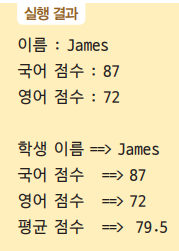 실행 결과
이름 : James
국어 점수 : 87
영어 점수 : 72
학생 이름 ==> James
국어 점수 ==> 87
영어 점수 ==> 72
평균 점수 ==> 79.5